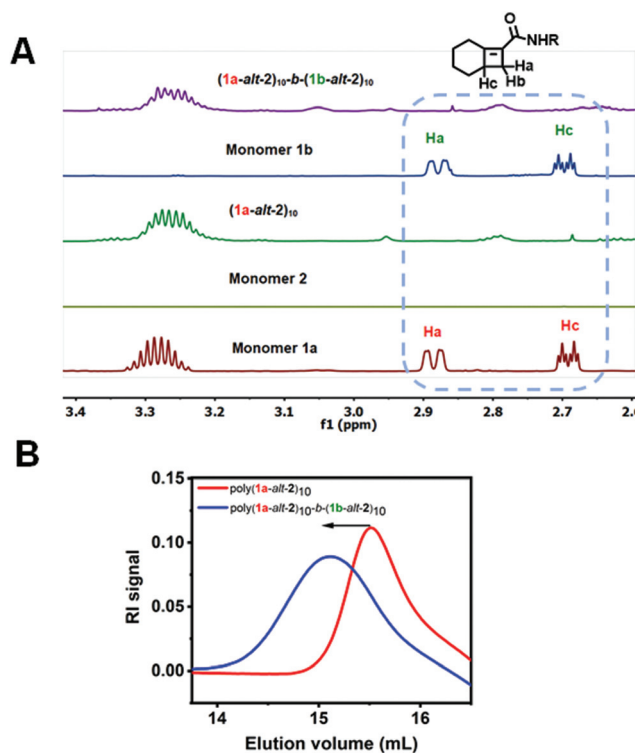 A
O
NHR
Ha
Hb
Hc
(1a-alt-2)10-b-(1b-alt-2)10
Monomer 1b
Ha
Hc
(1a-alt-2)10
Monomer 2
Monomer 1a
Ha
Hc
3.4 3.3 3.2 3.1 3.0 2.9 2.8 2.7 2.6
f1 (ppm)
B
poly(1a-alt-2)10
poly(1a-alt-2)10-b-(1b-alt-2)10
RI signal
0.15
0.10
0.05
0.00
14 15 16
Elution volume (mL)